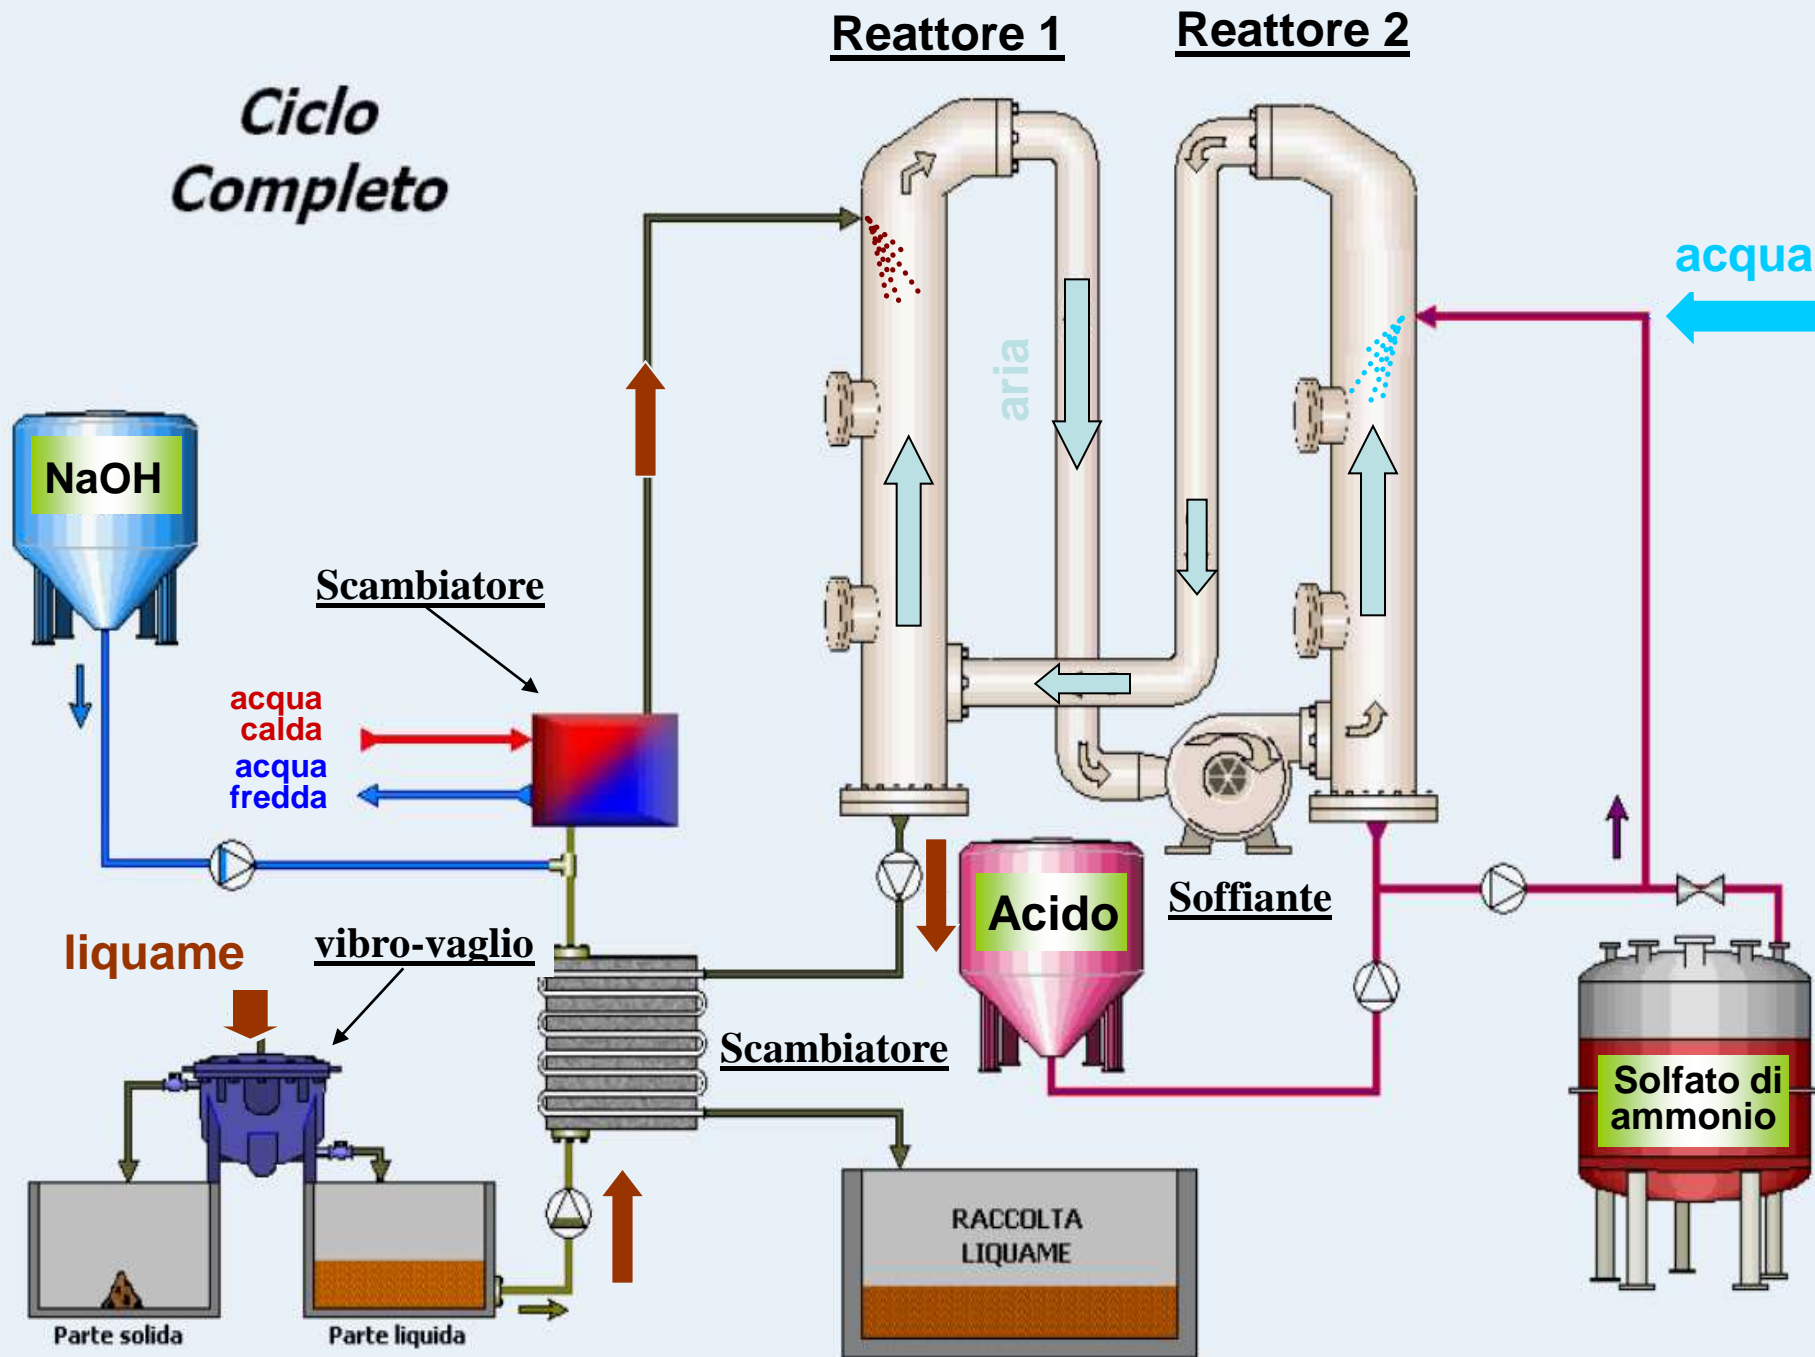 Reattore 1
Reattore 2
Ciclo
Completo
acqua
aria
NaOH
Scambiatore
acqua
calda
acqua
fredda
Acido
Soffiante
liquame
vibro-vaglio
Scambiatore
Solfato di
ammonio
RACCOLTA
LIQUAME
Parte solida
Parte liquida